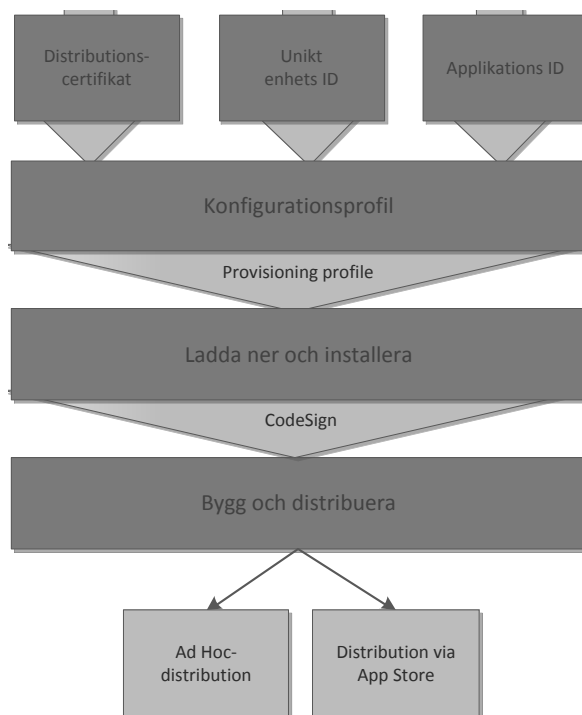 Distributions-
certifikat
Unikt
enhets ID
Applikations ID
Konfigurationsprofil
Provisioning profile
Ladda ner och installera
CodeSign
Bygg och distribuera
Ad Hoc-
distribution
Distribution via
App Store